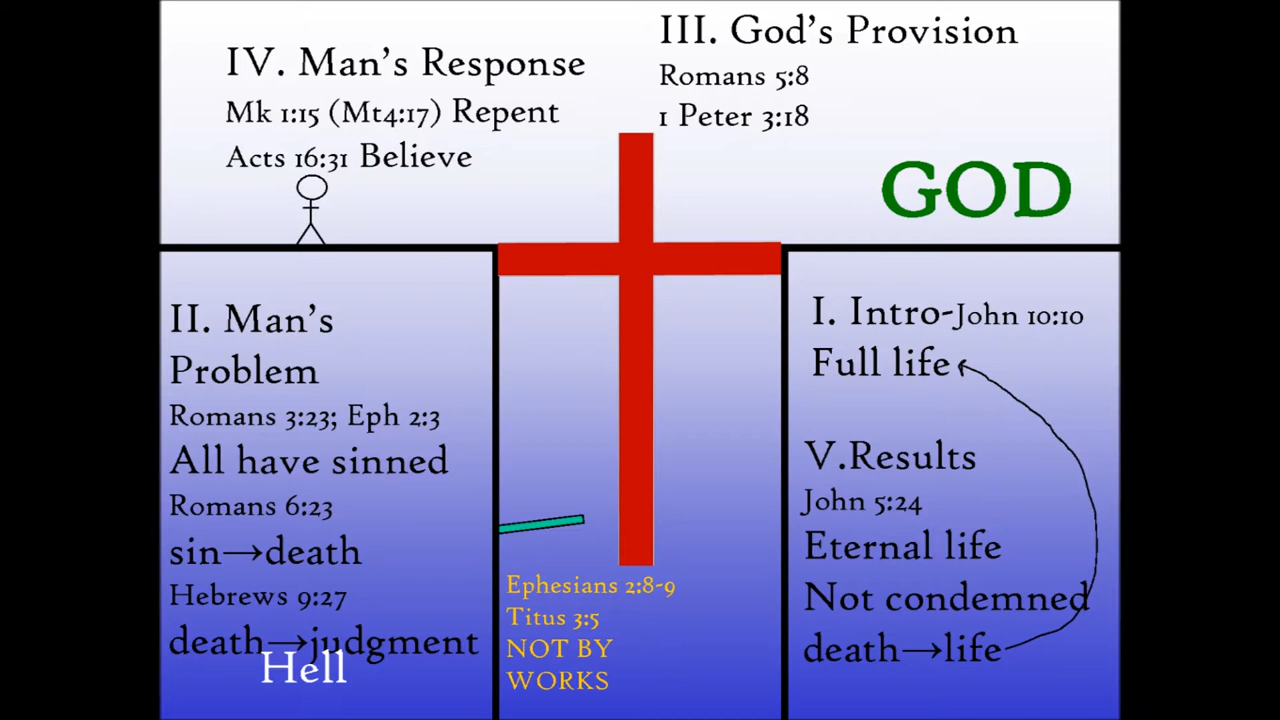 IV. Man's Response
Mk 1:15 (Mt4:17) Repent
Acts 16:31 Believe
III. God's Provision
Romans 5:8
1 Peter 3:18
GOD
II. Man's
Problem
Romans 3:23; Eph 2:3
All have sinned
Romans 6:23
sin→death
Hebrews 9:27
death→judgment
Hell
Ephesians 2:8-9
Titus 3:5
NOT BY
WORKS
I. Intro-John 10:10
Full life
V.Results
John 5:24
Eternal life
Not condemned
death→life